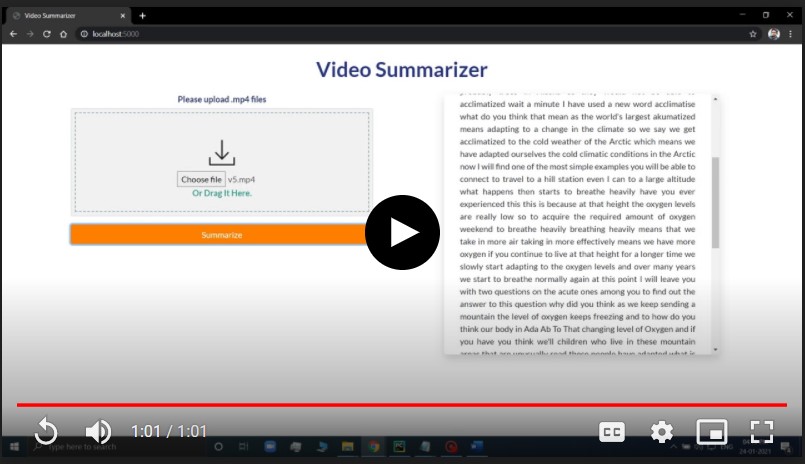 Video Summarizer
localhost:5000
Video Summarizer
Please upload .mp4 files
Choose file v5.mp4
Or Drag It Here.
Summarize
acclimatized wait a minute I have used a new word acclimatise
what do you think that mean as the world's largest akumatized
means adapting to a change in the climate so we say we get
acclimatized to the cold weather of the Arctic which means we
have adapted ourselves the cold climatic conditions in the Arctic
now I will find one of the most simple examples you will be able to
connect to travel to a hill station even I can to a large altitude
what happens then starts to breathe heavily have you ever
experienced this this is because at that height the oxygen levels
are really low so to acquire the required amount of oxygen
weekend to breathe heavily breathing heavily means that we
take in more air taking in more effectively means we have more
oxygen if you continue to live at that height for a longer time we
slowly start adapting to the oxygen levels and over many years
we start to breathe normally again at this point I will leave you
with two questions on the acute ones among you to find out the
answer to this question why did you think as we keep sending a
mountain the level of oxygen keeps freezing and to how do you
think our body in Ada Ab To That changing level of Oxygen and if
you have you think we'll children who live in these mountain
areas that are unusually read these people have adapted what is
1:01 / 1:01
CC
Type here to search
ENG
24-01-2021